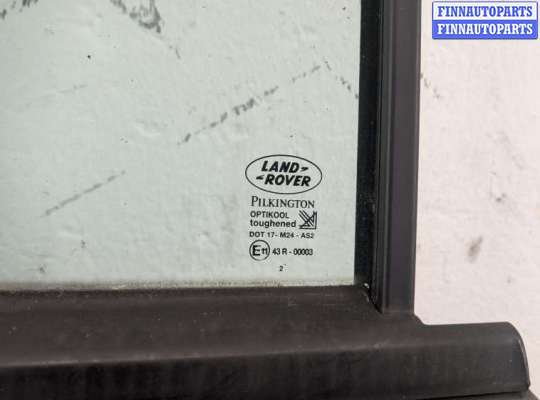 FINNAUTOPARTS
FINNAUTOPARTS
LAND-
-ROVER
PILKINGTON
OPTIKOOL
toughened
DOT 17- M24 - AS2
E11 43 R - 00003
2